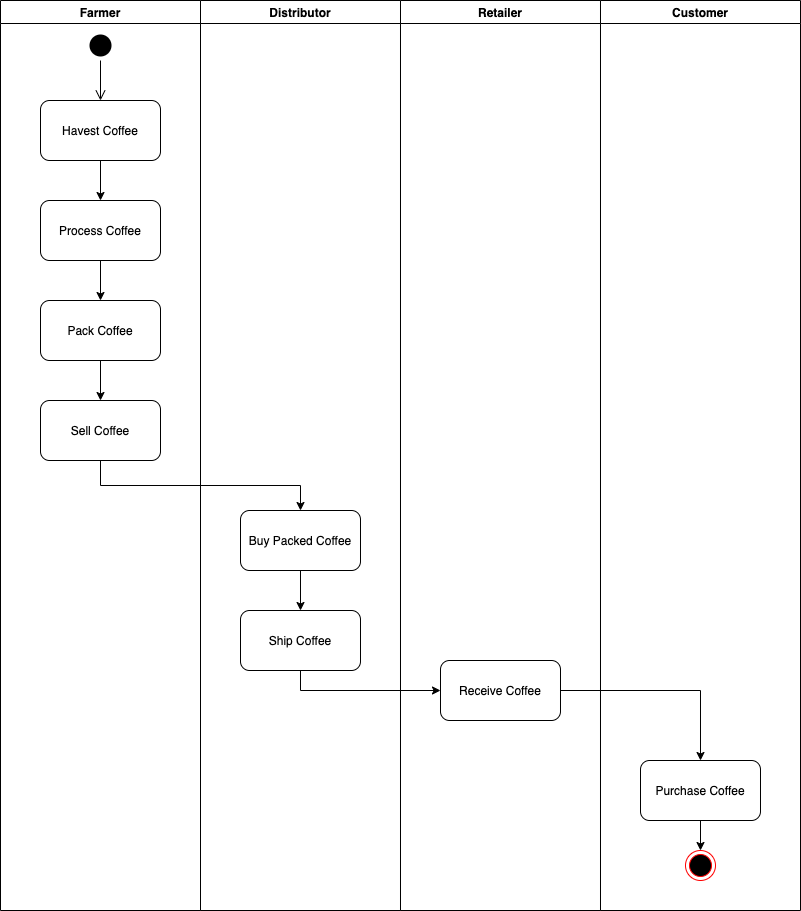 Farmer
Distributor
Retailer
Customer
Havest Coffee
Process Coffee
Pack Coffee
Sell Coffee
Buy Packed Coffee
Ship Coffee
Receive Coffee
Purchase Coffee